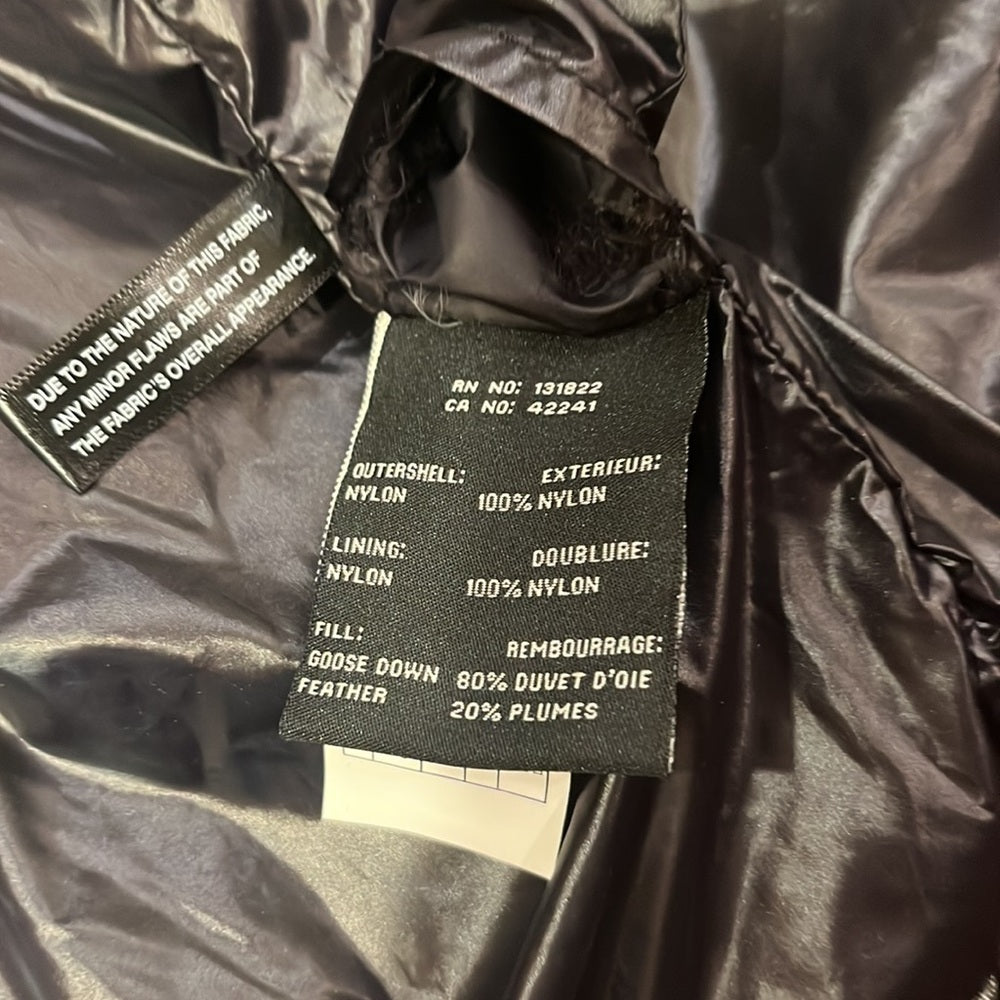 DUE TO THE NATURE OF THIS FABRIC,
ANY MINOR FLAWS ARE PART OF
THE FABRIC'S OVERALL APPEARANCE.
RN NO: 131822
CA NO: 42241
OUTERSHELL: EXTERIEUR:
NYLON 100% NYLON
LINING: DOUBLURE:
NYLON 100% NYLON
FILL: REMBOURRAGE:
GOOSE DOWN 80% DUVET D'OIE
FEATHER 20% PLUMES